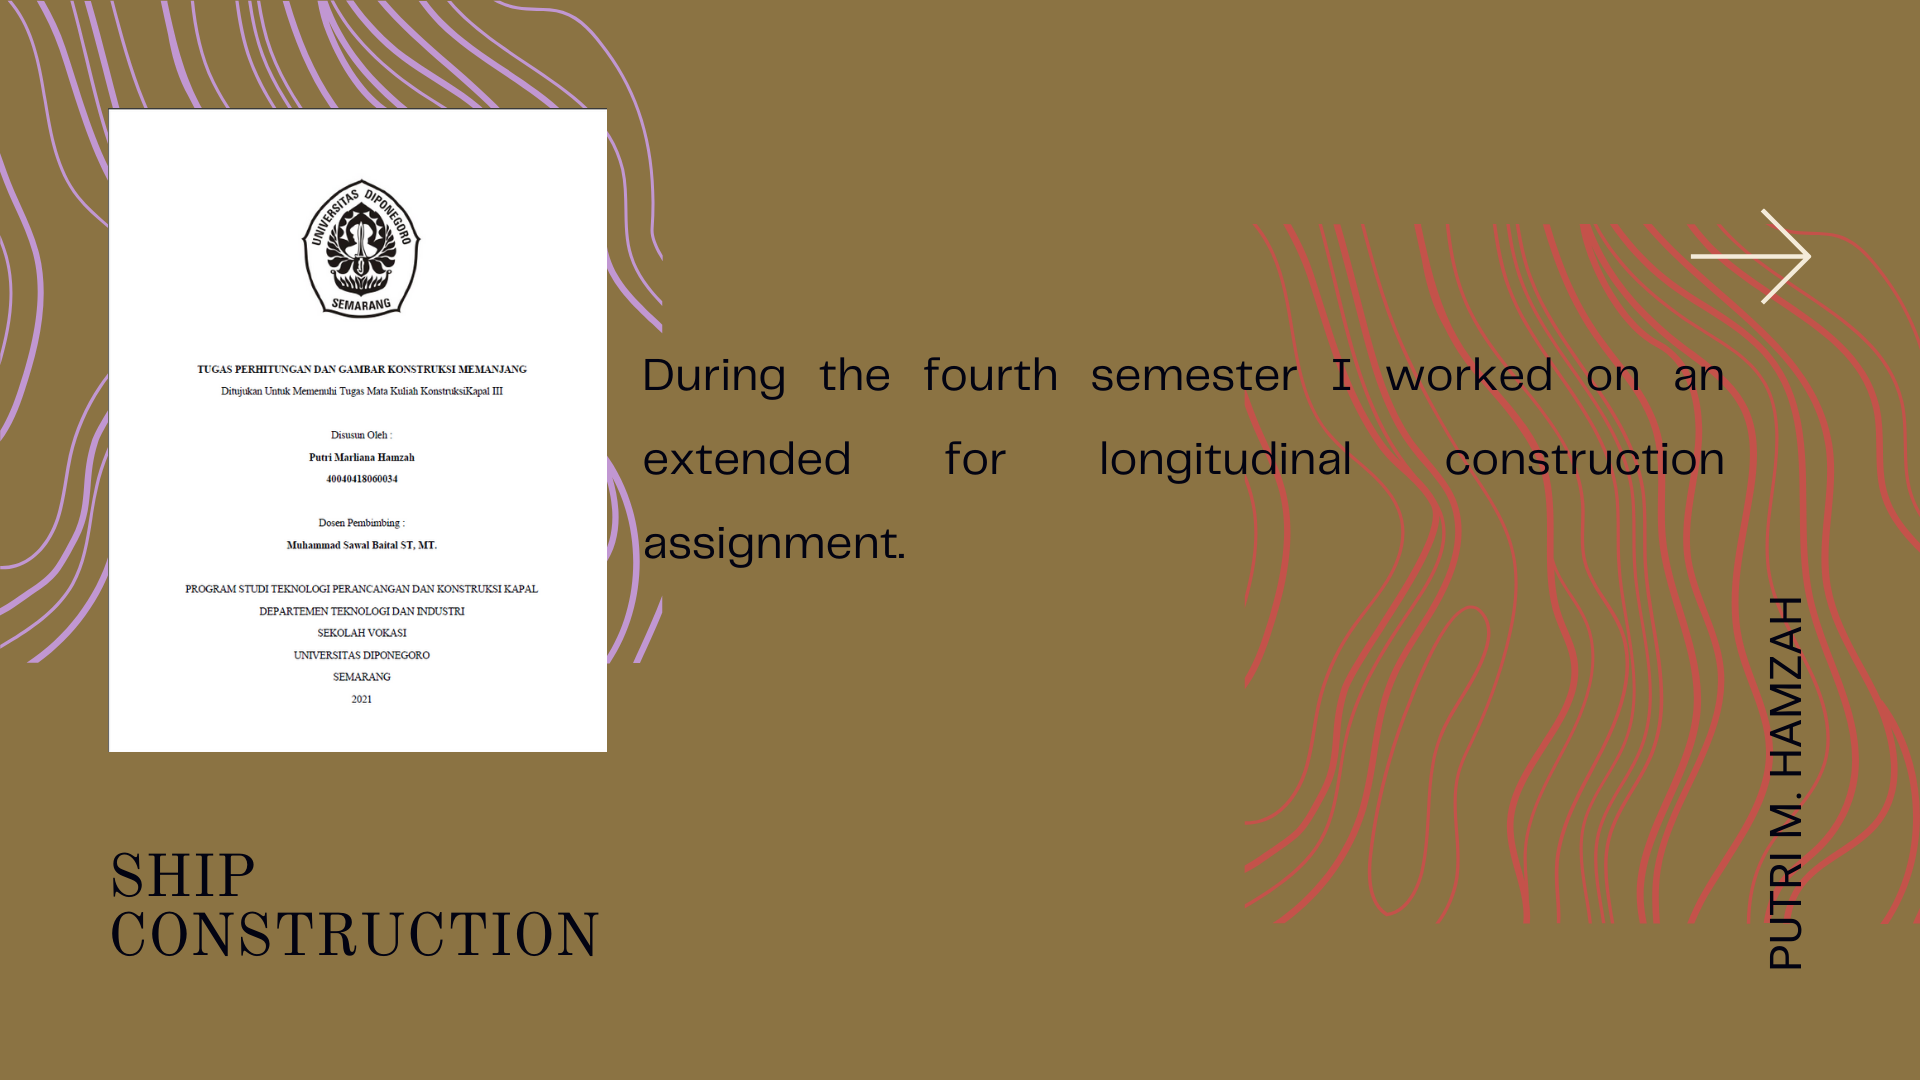 UNIVERSITAS DIPONEGORO
SEMARANG
TUGAS PERHITUNGAN DAN GAMBAR KONSTRUKSI MEMANJANG
Ditujukan Untuk Memenuhi Tugas Mata Kuliah KonstruksiKapal III
Disusun Oleh :
Putri Marliana Hamzah
40040418060034
Dosen Pembimbing :
Muhammad Sawal Baital ST, MT.
PROGRAM STUDI TEKNOLOGI PERANCANGAN DAN KONSTRUKSI KAPAL
DEPARTEMEN TEKNOLOGI DAN INDUSTRI
SEKOLAH VOKASI
UNIVERSITAS DIPONEGORO
SEMARANG
2021
During the fourth semester I worked on an
extended for longitudinal construction
assignment.
SHIP
CONSTRUCTION
PUTRI M. HAMZAH